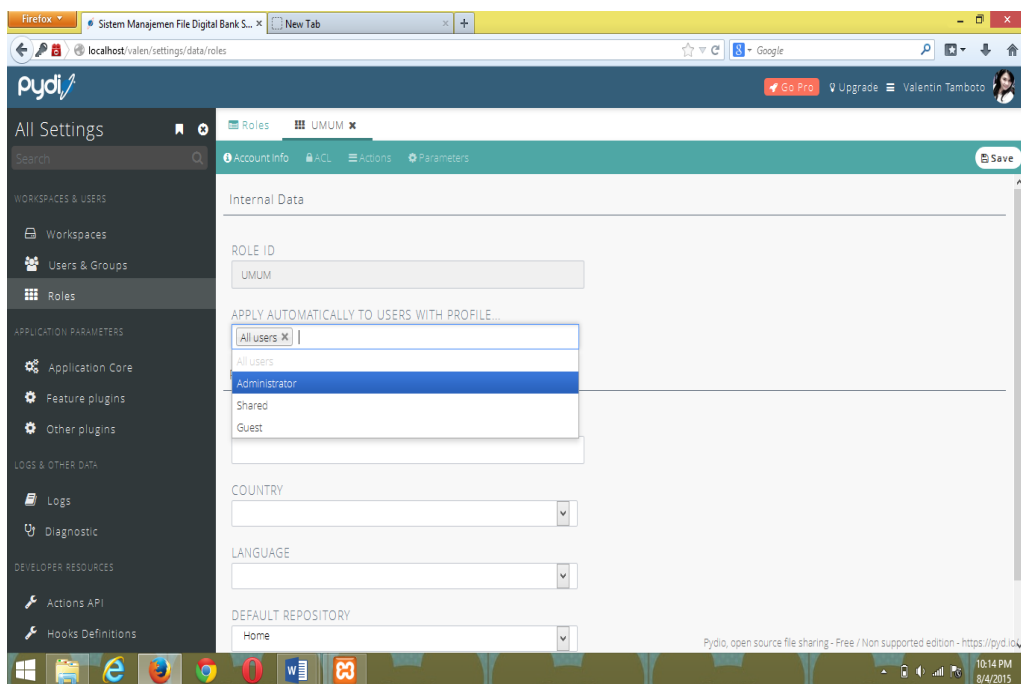 Firefox
Sistem Manajemen File Digital Bank S... ×
New Tab ×
+
localhost/valen/settings/data/roles
Google
pydi
Go Pro
Upgrade
Valentin Tamboto
All Settings
Search
WORKSPACES & USERS
Workspaces
Users & Groups
Roles
APPLICATION PARAMETERS
Application Core
Feature plugins
Other plugins
LOGS & OTHER DATA
Logs
Diagnostic
DEVELOPER RESOURCES
Actions API
Hooks Definitions
Roles
UMUM ×
Account Info
ACL
Actions
Parameters
Save
Internal Data
ROLE ID
UMUM
APPLY AUTOMATICALLY TO USERS WITH PROFILE...
All users ×
All users
Administrator
Shared
Guest
COUNTRY
LANGUAGE
DEFAULT REPOSITORY
Home
Pydio, open source file sharing - Free / Non supported edition - https://pyd.io
10:14 PM
8/4/2015